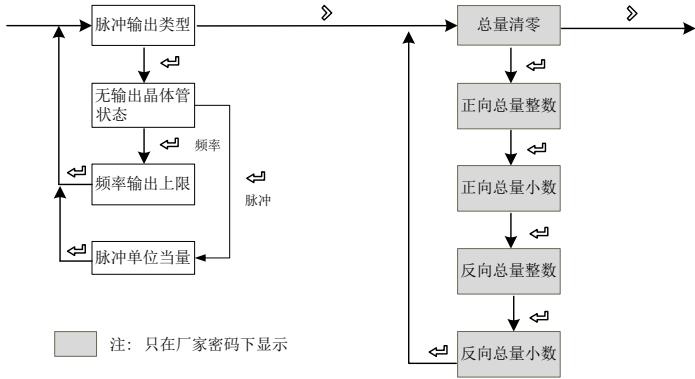 脉冲输出类型
总量清零
无输出晶体管
状态
正向总量整数
频率
频率输出上限
脉冲
正向总量小数
脉冲单位当量
反向总量整数
注: 只在厂家密码下显示
反向总量小数